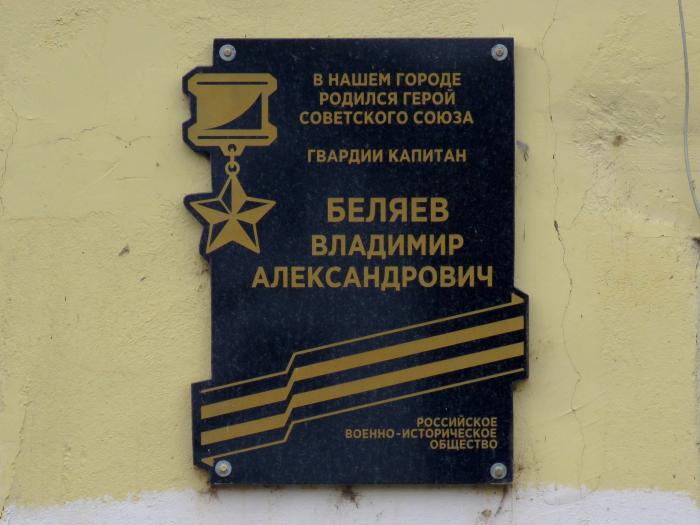 В НАШЕМ ГОРОДЕ
РОДИЛСЯ ГЕРОЙ
СОВЕТСКОГО СОЮЗА
ГВАРДИИ КАПИТАН
БЕЛЯЕВ
ВЛАДИМИР
АЛЕКСАНДРОВИЧ
РОССИЙСКОЕ
ВОЕННО-ИСТОРИЧЕСКОЕ
ОБЩЕСТВО